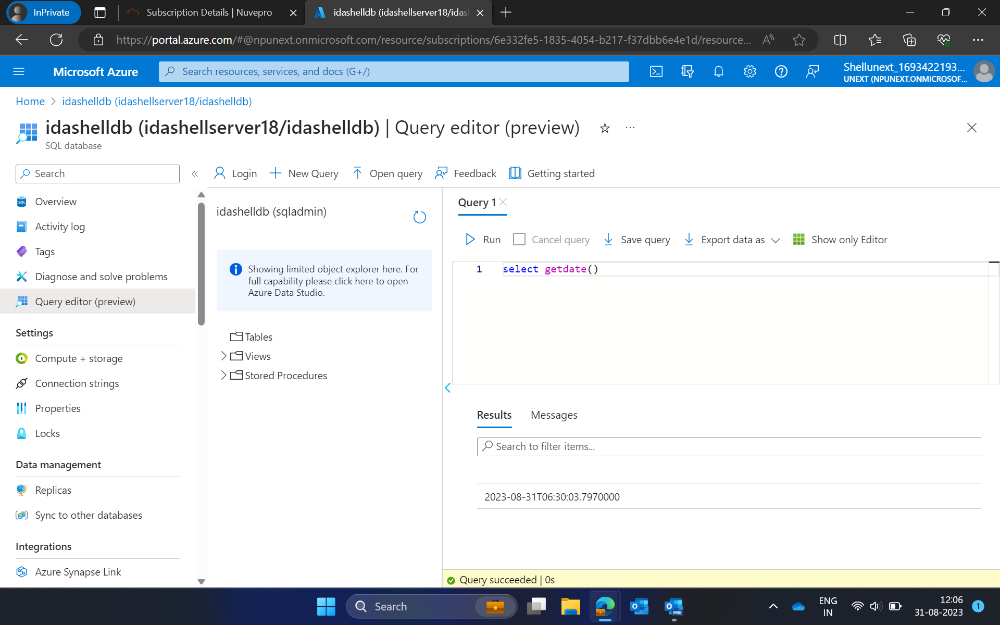 InPrivate
Subscription Details | Nuvepro
idashelldb (idashellserver18/idas
https://portal.azure.com/#@npunext.onmicrosoft.com/resource/subscriptions/6e332fe5-1835-4054-b217-f37dbb6e4e1d/resource...
Microsoft Azure
Search resources, services, and docs (G+/)
Shellunext_1693422193...
UNEXT (NPUNEXT.ONMICROSOF...
Home > idashelldb (idashellserver18/idashelldb)
idashelldb (idashellserver18/idashelldb) | Query editor (preview)
SQL database
Search
Login
New Query
Open query
Feedback
Getting started
Overview
Activity log
Tags
Diagnose and solve problems
Query editor (preview)
Settings
Compute + storage
Connection strings
Properties
Locks
Data management
Replicas
Sync to other databases
Integrations
Azure Synapse Link
idashelldb (sqladmin)
Showing limited object explorer here. For
full capability please click here to open
Azure Data Studio.
Tables
Views
Stored Procedures
Query 1
Run
Cancel query
Save query
Export data as
Show only Editor
1 select getdate()
Results
Messages
Search to filter items...
2023-08-31T06:30:03.7970000
Query succeeded | 0s
Search
PRE
ENG
IN
12:06
31-08-2023
1